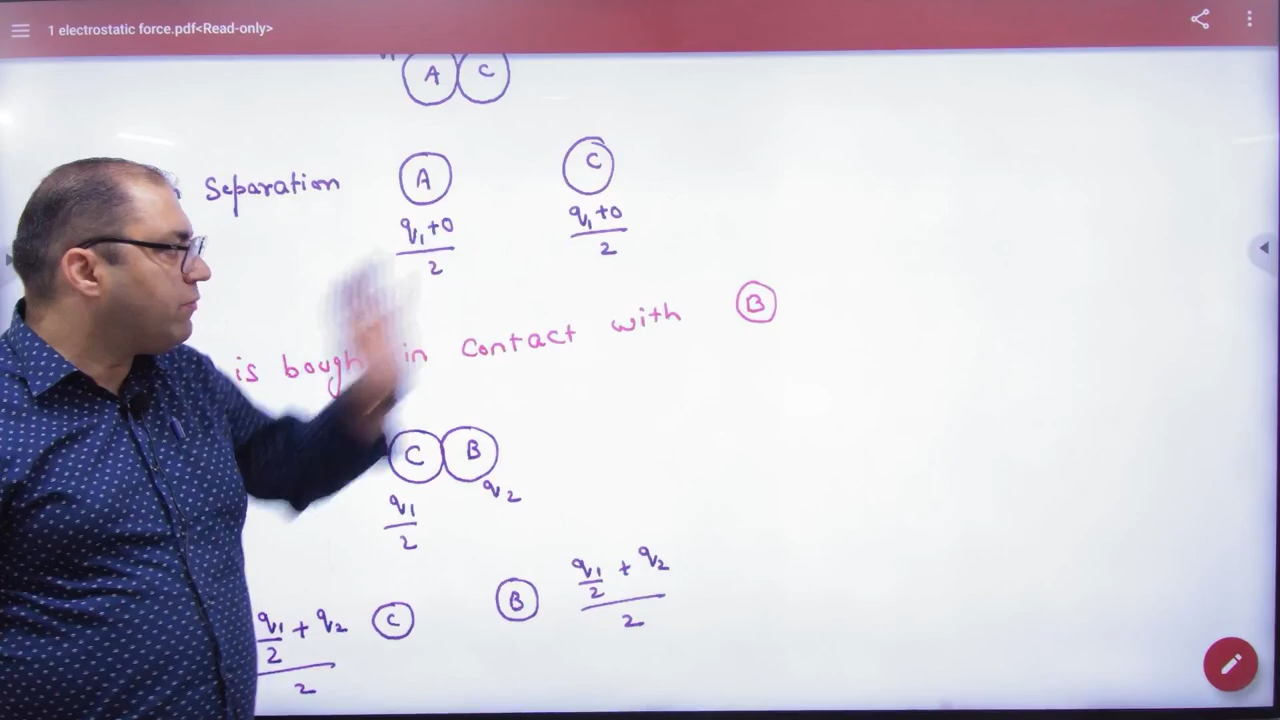 1 electrostatic force.pdf<Read-only>
A C
Separation A C
q₁+0/2 q₁+0/2
is bough in contact with B
C B
q₁/2 q₂
q₁/2 + q₂/2 C B q₁/2 + q₂/2